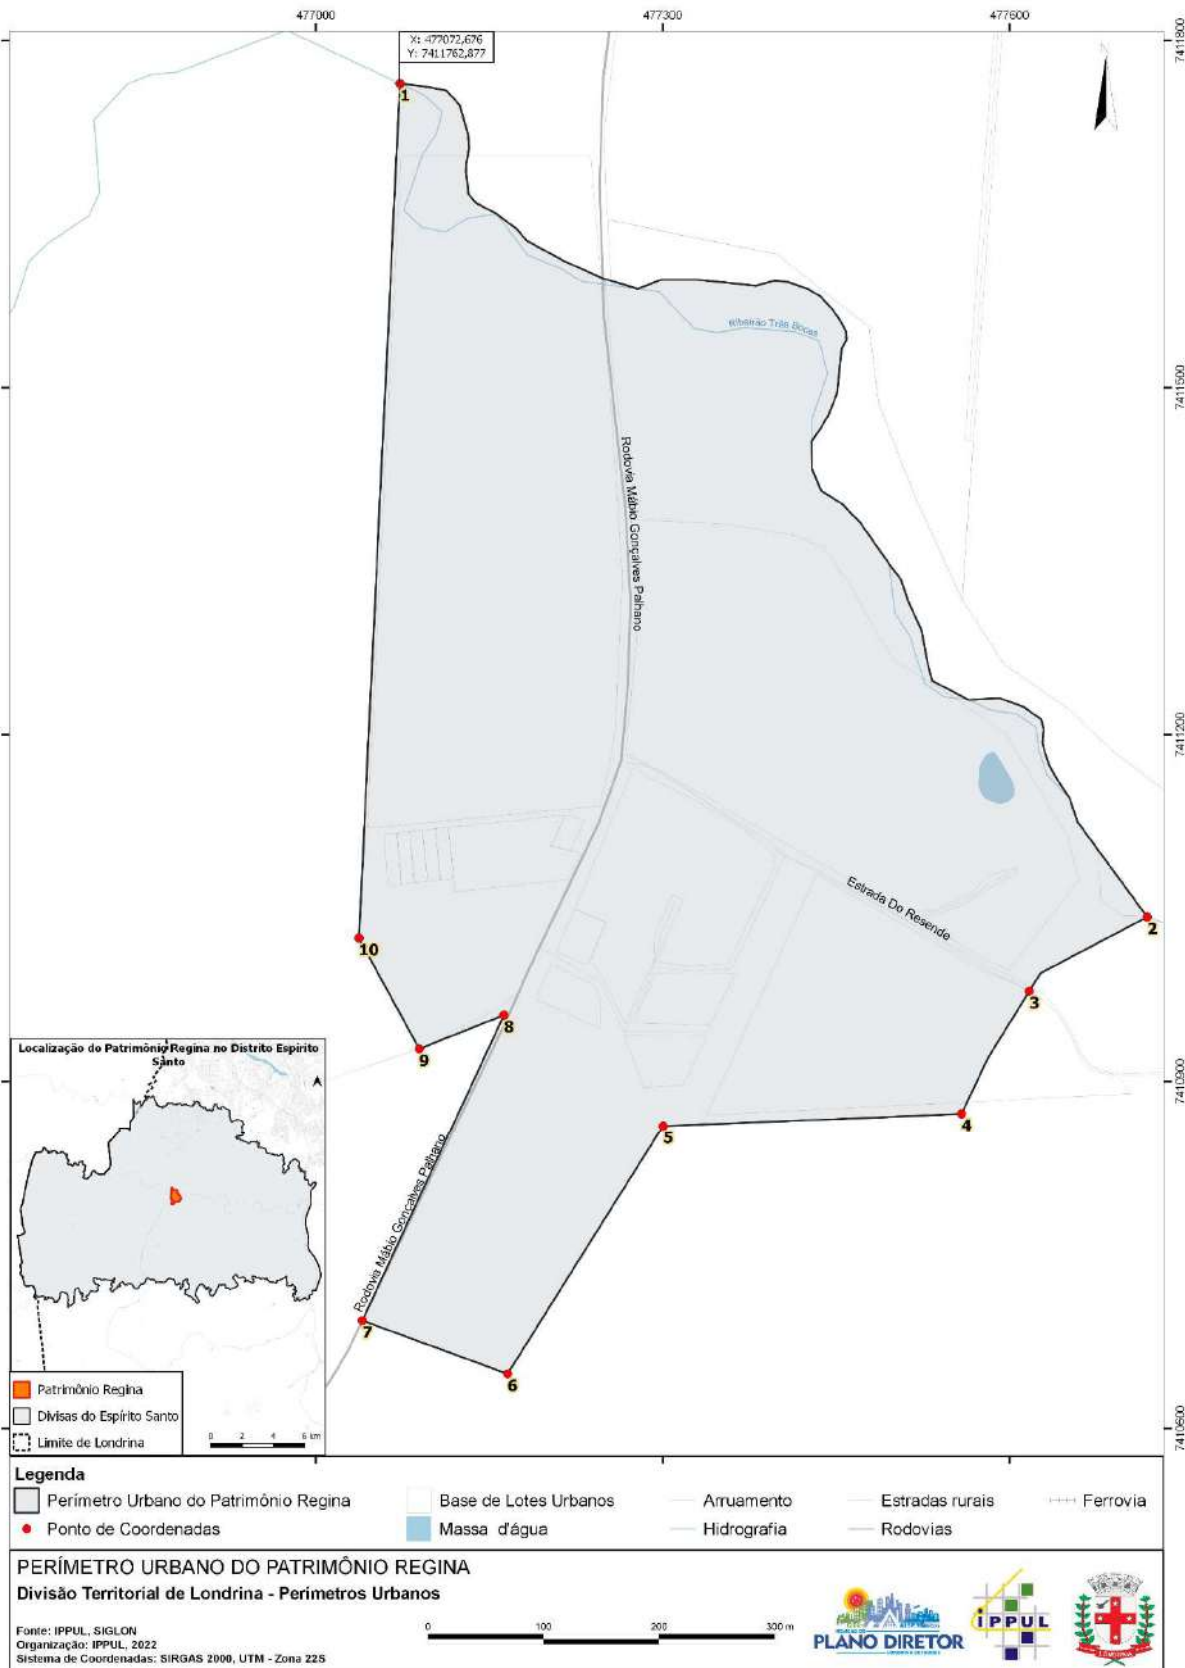 477000
477300
477600
7411800
X: 477072,676
Y: 7411762,877
N
1
Ribeirão Três Bocas
7411500
Rodovia Mábio Gonçalves Palhano
7411200
Estrada Do Resende
2
10
3
8
9
Localização do Patrimônio Regina no Distrito Espírito
Santo
7410900
4
5
Rodovia Mábio Gonçalves Palhano
7
6
Patrimônio Regina
Divisas do Espírito Santo
Limite de Londrina
0 2 4 6 km
7410600
Legenda
Perímetro Urbano do Patrimônio Regina
Base de Lotes Urbanos
Arruamento
Estradas rurais
Ferrovia
Ponto de Coordenadas
Massa d'água
Hidrografia
Rodovias
PERÍMETRO URBANO DO PATRIMÔNIO REGINA
Divisão Territorial de Londrina - Perímetros Urbanos
Fonte: IPPUL, SIGLON
Organização: IPPUL, 2022
Sistema de Coordenadas: SIRGAS 2000, UTM - Zona 22S
0 100 200 300 m
PLANO DIRETOR
IPPUL
LONDRINA